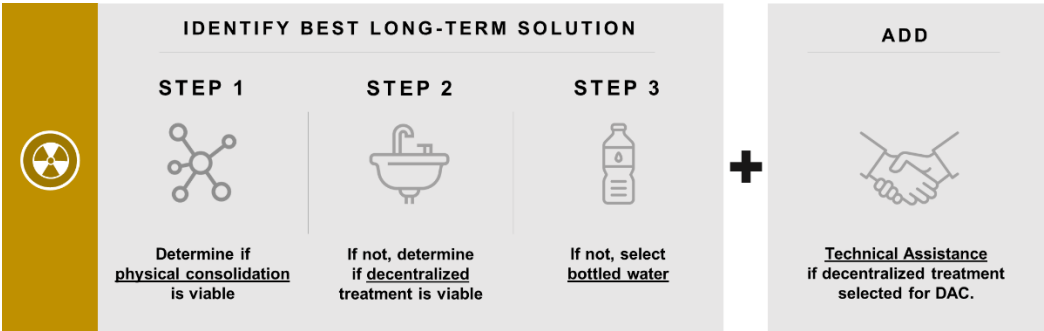 IDENTIFY BEST LONG-TERM SOLUTION
STEP 1
Determine if
physical consolidation
is viable
STEP 2
If not, determine
if decentralized
treatment is viable
STEP 3
If not, select
bottled water
ADD
Technical Assistance
if decentralized treatment
selected for DAC.